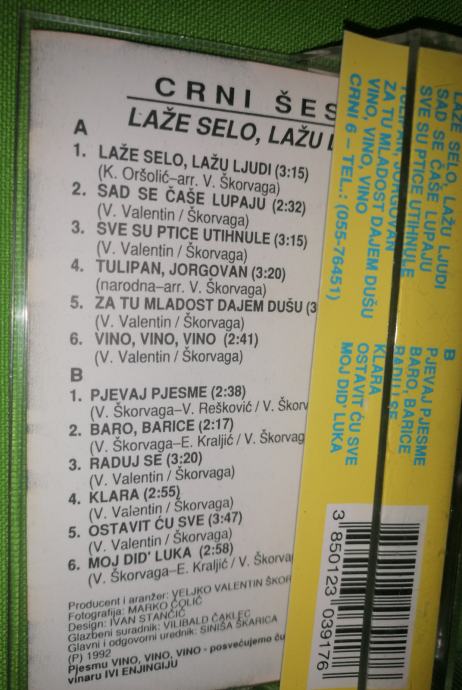 CRNI ŠES
LAŽE SELO, LAŽU L
A
1. LAŽE SELO, LAŽU LJUDI (3:15)
(K. Oršolić–arr. V. Škorvaga)
2. SAD SE ČAŠE LUPAJU (2:32)
(V. Valentin / Škorvaga)
3. SVE SU PTICE UTIHNULE (3:15)
(V. Valentin / Škorvaga)
4. TULIPAN, JORGOVAN (3:20)
(narodna–arr. V. Škorvaga)
5. ZA TU MLADOST DAJEM DUŠU (3
(V. Valentin / Škorvaga)
6. VINO, VINO, VINO (2:41)
(V. Valentin / Škorvaga)
B
1. PJEVAJ PJESME (2:38)
(V. Škorvaga–V. Rešković / V. Škorv
2. BARO, BARICE (2:17)
(V. Škorvaga–E. Kraljić / V. Škorvag
3. RADUJ SE (3:20)
(V. Valentin / Škorvaga)
4. KLARA (2:55)
(V. Valentin / Škorvaga)
5. OSTAVIT ĆU SVE (3:47)
(V. Valentin / Škorvaga)
6. MOJ DID' LUKA (2:58)
(V. Škorvaga–E. Kraljić / V. Škorvag
Producent i aranžer: VELJKO VALENTIN ŠKOR
Fotografija: MARKO ČOLIĆ
Design: IVAN STANČIĆ
Glazbeni suradnik: VILIBALD ČAKLEC
Glavni i odgovorni urednik: SINIŠA ŠKARICA
(P) 1992
Pjesmu VINO, VINO, VINO - posvećujemo ču
vinaru IVI ENJINGIJU
LAŽE SELO, LAŽU LJUDI
SAD SE ČAŠE LUPAJU
SVE SU PTICE UTIHNULE
TULIPAN, JORGOVAN
ZA TU MLADOST DAJEM DUŠU
VINO, VINO, VINO
CRNI 6 – TEL.: (055-76451)
B
PJEVAJ PJESME
BARO, BARICE
RADUJ SE
KLARA
OSTAVIT ĆU SVE
MOJ DID' LUKA
3 850123 039176